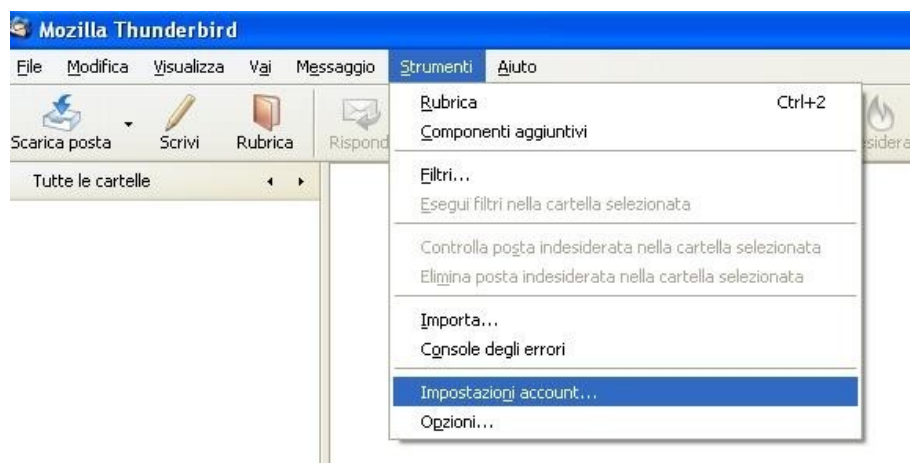 Mozilla Thunderbird
File Modifica Visualizza Vai Messaggio Strumenti Aiuto
Scarica posta Scrivi Rubrica Rispond
Tutte le cartelle
Rubrica Ctrl+2
Componenti aggiuntivi
Filtri...
Esegui filtri nella cartella selezionata
Controlla posta indesiderata nella cartella selezionata
Elimina posta indesiderata nella cartella selezionata
Importa...
Console degli errori
Impostazioni account...
Opzioni...